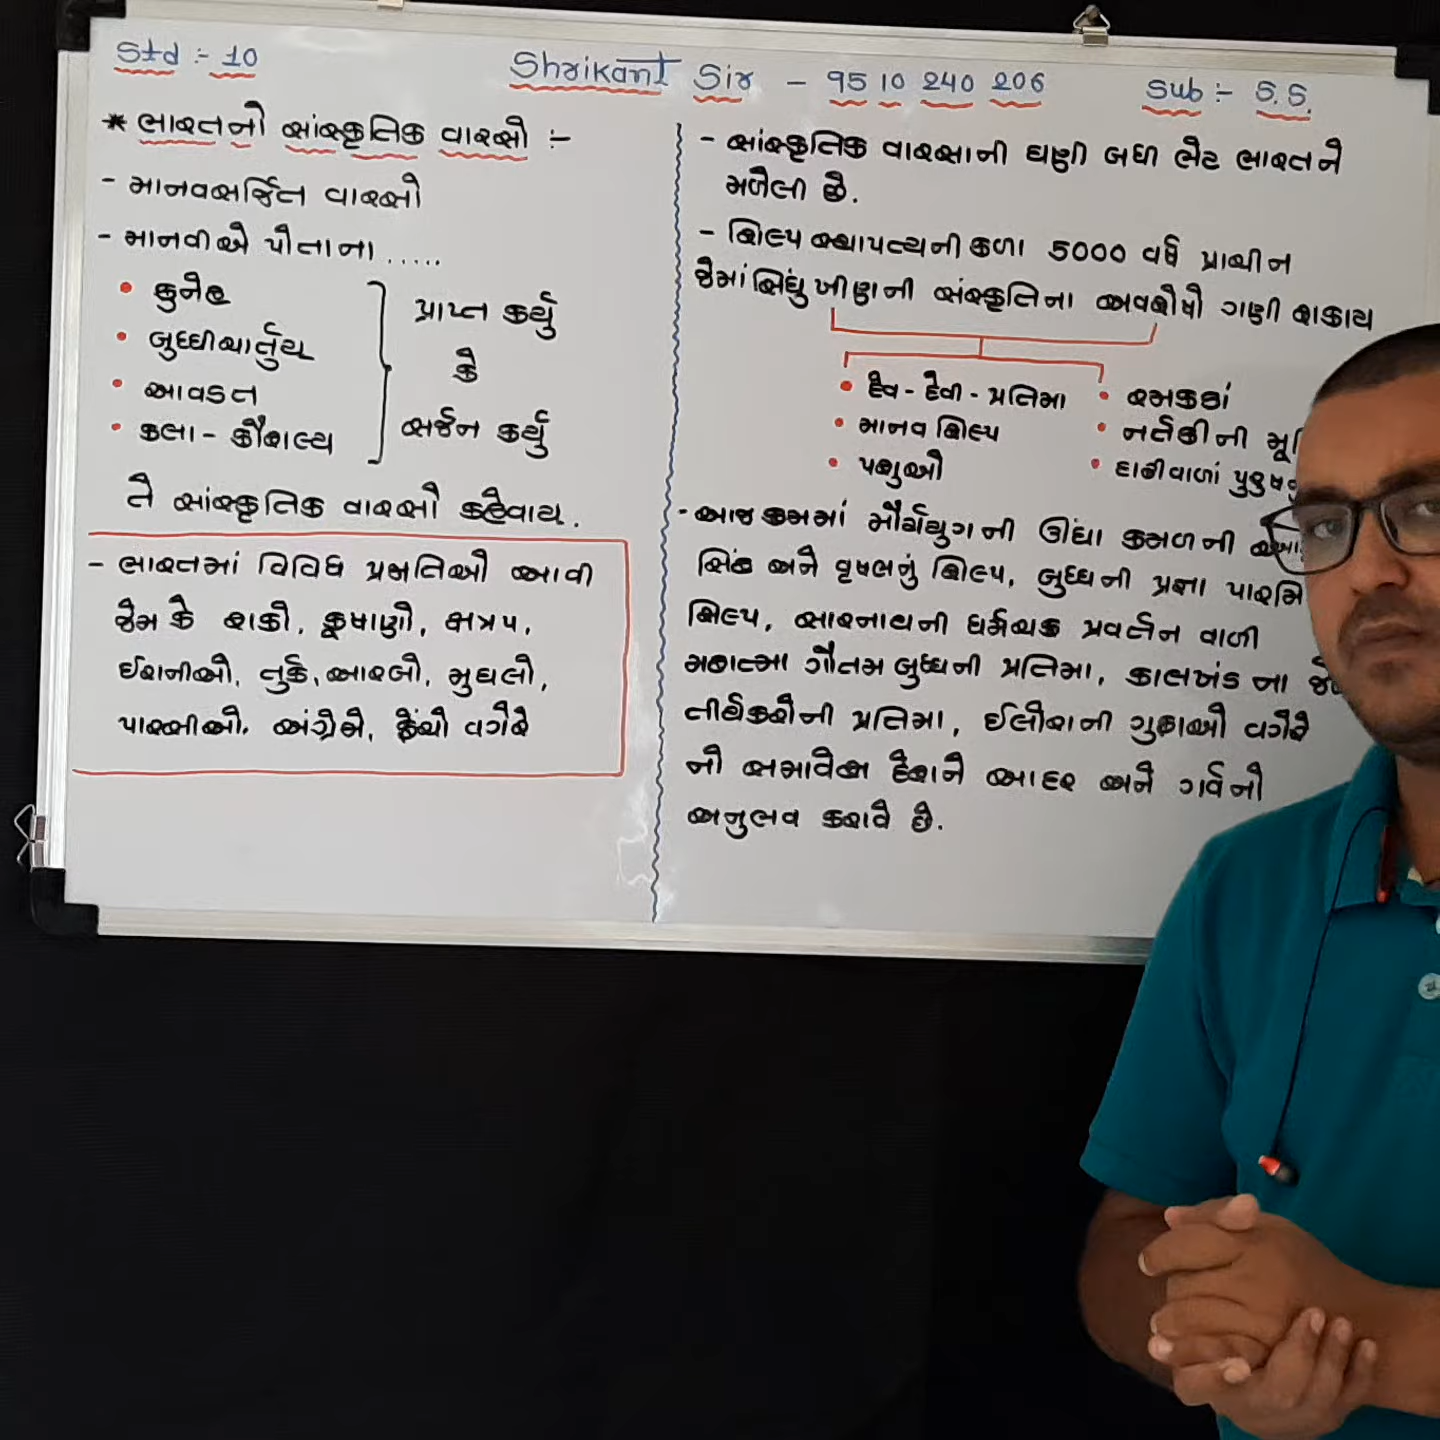 Std :- 10
Shrikant Sir - 95 10 240 206
Sub :- S.S.
* ભારતનો સાંસ્કૃતિક વારસો :-
- માનવસર્જિત વારસો
- માનવીએ પોતાના .....
• કુનેહ
• બુધ્ધીચાર્તુય
• આવડત
• કલા - કૌશલ્ય
પ્રાપ્ત કર્યુ
કે
સર્જન કર્યુ
તે સાંસ્કૃતિક વારસો કહેવાય.
- ભારતમાં વિવિધ પ્રજાતિઓ આવી
જેમ કે શકો, કૂષાણો, ક્ષત્રપ,
ઈરાનીઓ, તુર્ક, આરબો, મુઘલો,
પારસીઓ, અંગ્રેજો, ફ્રેંચો વગેરે
- સાંસ્કૃતિક વારસાની ઘણી બધી ભેટ ભારતને
મળેલી છે.
- શિલ્પ સ્થાપત્યની કળા 5000 વર્ષ પ્રાચીન
જેમાં સિંધુ ખીણની સંસ્કૃતિના અવશેષો ગણી શકાય
• દેવ - દેવી - પ્રતિમા
• માનવ શિલ્પ
• પશુઓ
• રમકડાં
• નર્તકીની
• દાઢીવાળાં
- આજ ક્રમમાં મૌર્યયુગની ઊંધા કમળની
સિંહ અને વૃષભનું શિલ્પ, બુધ્ધની પ્રજ્ઞા
શિલ્પ, સારનાથની ધર્મચક્ર પ્રવર્તન વાળી
મહાત્મા ગૌતમ બુધ્ધની પ્રતિમા, કાલખંડ ના
તીર્થકરોની પ્રતિમા, ઈલોરાની ગુફાઓ વગેરે
નો સમાવેશ દેશને આદર અને ગર્વનો
અનુભવ કરાવે છે.